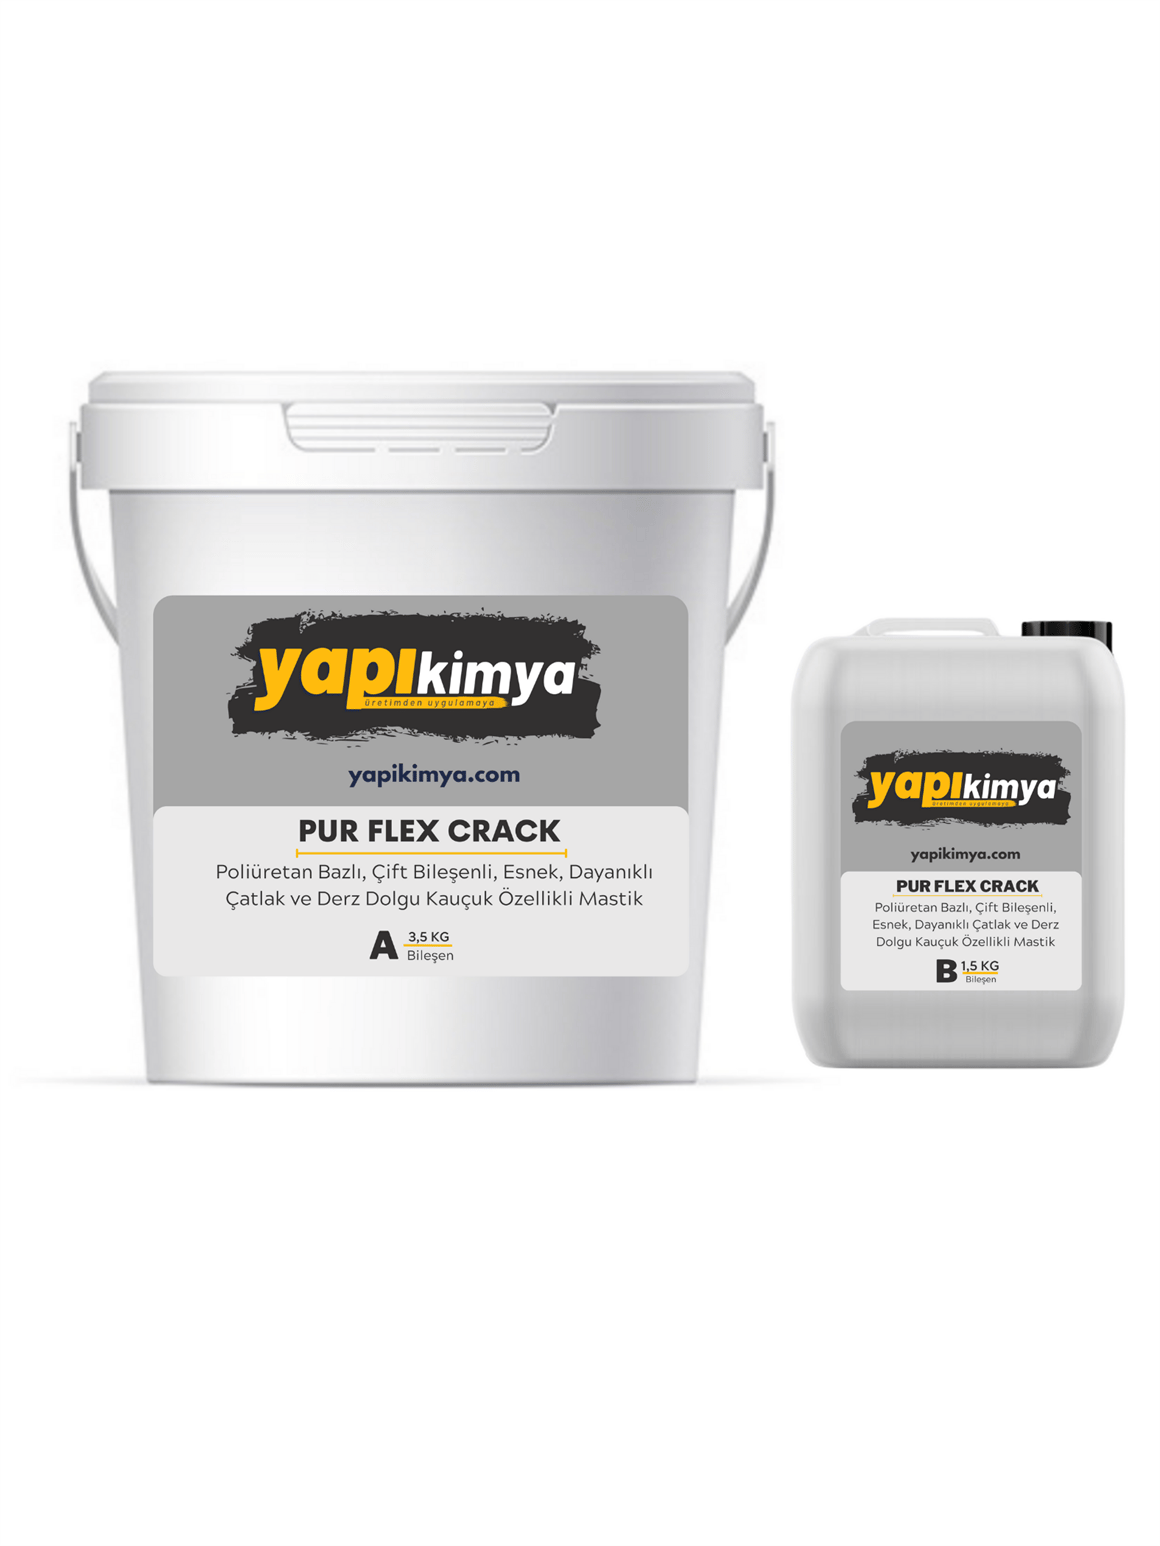 yapıkimya
üretimden uygulamaya
yapikimya.com
PUR FLEX CRACK
Poliüretan Bazlı, Çift Bileşenli, Esnek, Dayanıklı
Çatlak ve Derz Dolgu Kauçuk Özellikli Mastik
A 3,5 KG
Bileşen
yapıkimya
üretimden uygulamaya
yapikimya.com
PUR FLEX CRACK
Poliüretan Bazlı, Çift Bileşenli,
Esnek, Dayanıklı Çatlak ve Derz
Dolgu Kauçuk Özellikli Mastik
B 1,5 KG
Bileşen